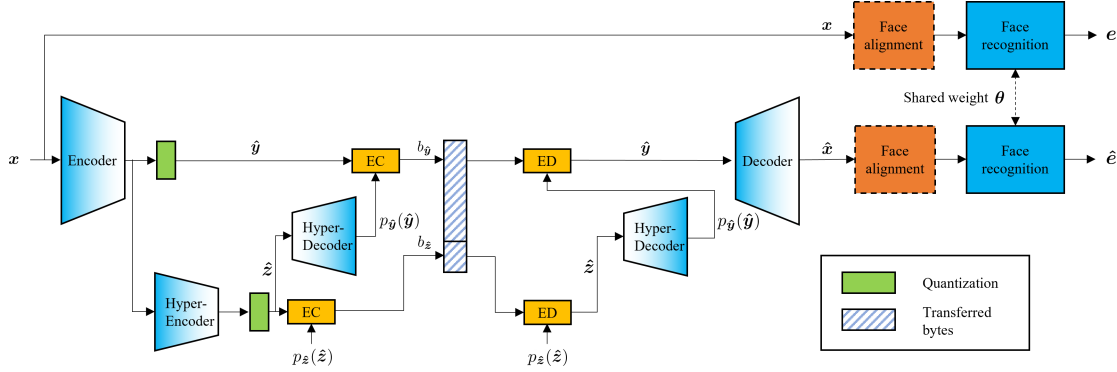 x
Face
alignment
Face
recognition
e
Shared weight θ
x
Encoder
ŷ
EC
b_ŷ
ED
ŷ
Decoder
x̂
Face
alignment
Face
recognition
ê
Hyper-
Decoder
p_ŷ(ŷ)
b_ẑ
Hyper-
Decoder
p_ŷ(ŷ)
ẑ
ẑ
Hyper-
Encoder
EC
ED
p_ẑ(ẑ)
p_ẑ(ẑ)
Quantization
Transferred
bytes